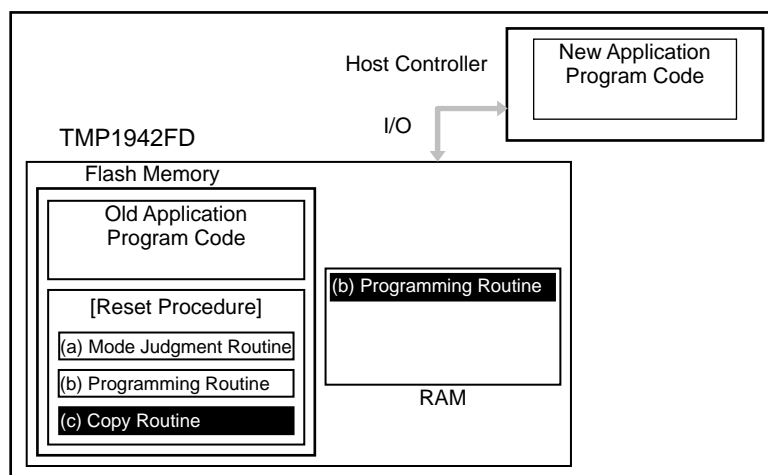 Host Controller
New Application
Program Code
I/O
TMP1942FD
Flash Memory
Old Application
Program Code
[Reset Procedure]
(a) Mode Judgment Routine
(b) Programming Routine
(c) Copy Routine
(b) Programming Routine
RAM